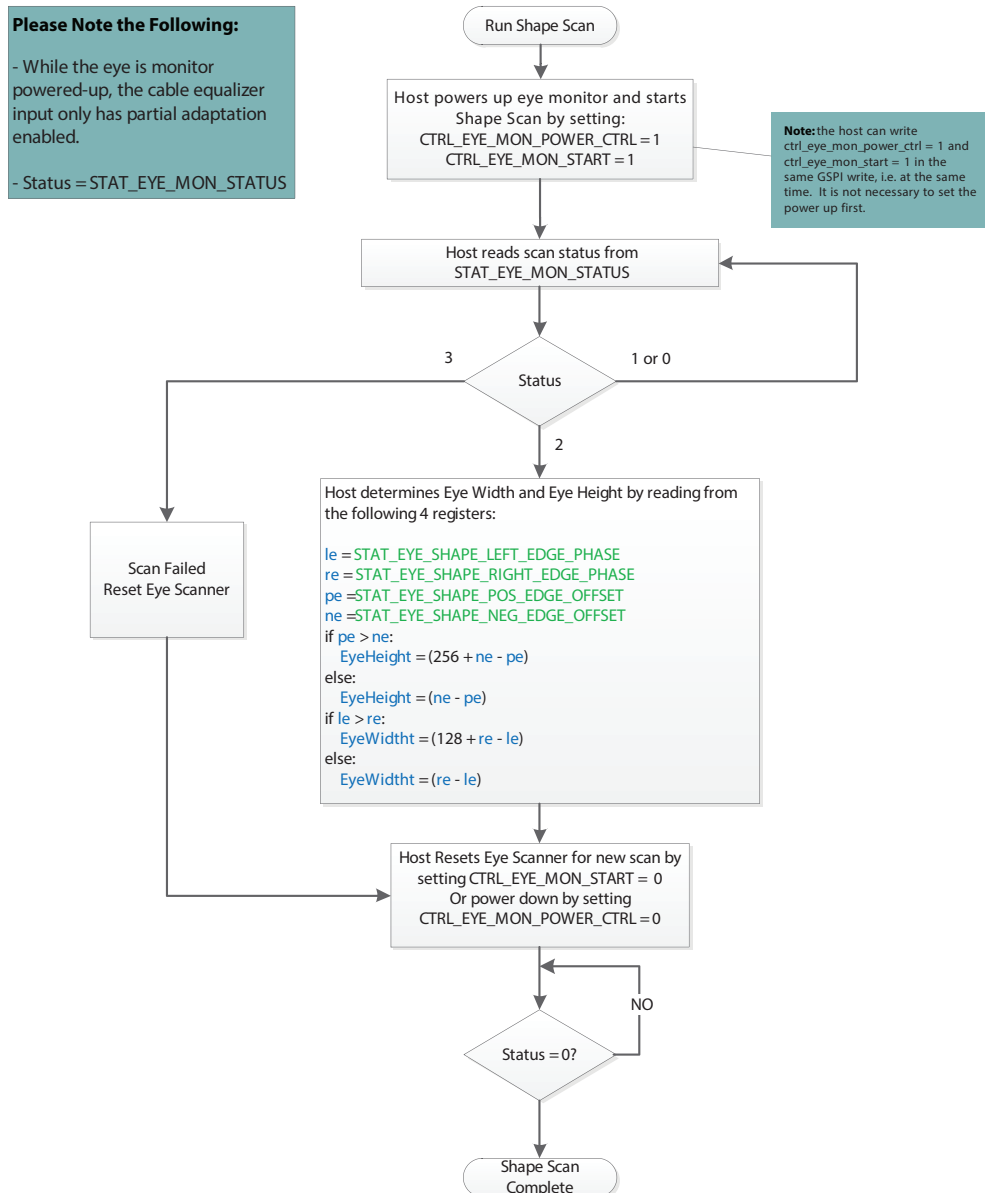 Please Note the Following:
- While the eye is monitor
powered-up, the cable equalizer
input only has partial adaptation
enabled.
- Status = STAT_EYE_MON_STATUS
Run Shape Scan
Host powers up eye monitor and starts
Shape Scan by setting:
CTRL_EYE_MON_POWER_CTRL = 1
CTRL_EYE_MON_START = 1
Note: the host can write
ctrl_eye_mon_power_ctrl = 1 and
ctrl_eye_mon_start = 1 in the
same GSPI write, i.e. at the same
time. It is not necessary to set the
power up first.
Host reads scan status from
STAT_EYE_MON_STATUS
3
Status
1 or 0
2
Scan Failed
Reset Eye Scanner
Host determines Eye Width and Eye Height by reading from
the following 4 registers:
le = STAT_EYE_SHAPE_LEFT_EDGE_PHASE
re = STAT_EYE_SHAPE_RIGHT_EDGE_PHASE
pe =STAT_EYE_SHAPE_POS_EDGE_OFFSET
ne =STAT_EYE_SHAPE_NEG_EDGE_OFFSET
if pe > ne:
EyeHeight = (256 + ne - pe)
else:
EyeHeight = (ne - pe)
if le > re:
EyeWidtht = (128 + re - le)
else:
EyeWidtht = (re - le)
Host Resets Eye Scanner for new scan by
setting CTRL_EYE_MON_START = 0
Or power down by setting
CTRL_EYE_MON_POWER_CTRL = 0
NO
Status = 0?
Shape Scan
Complete